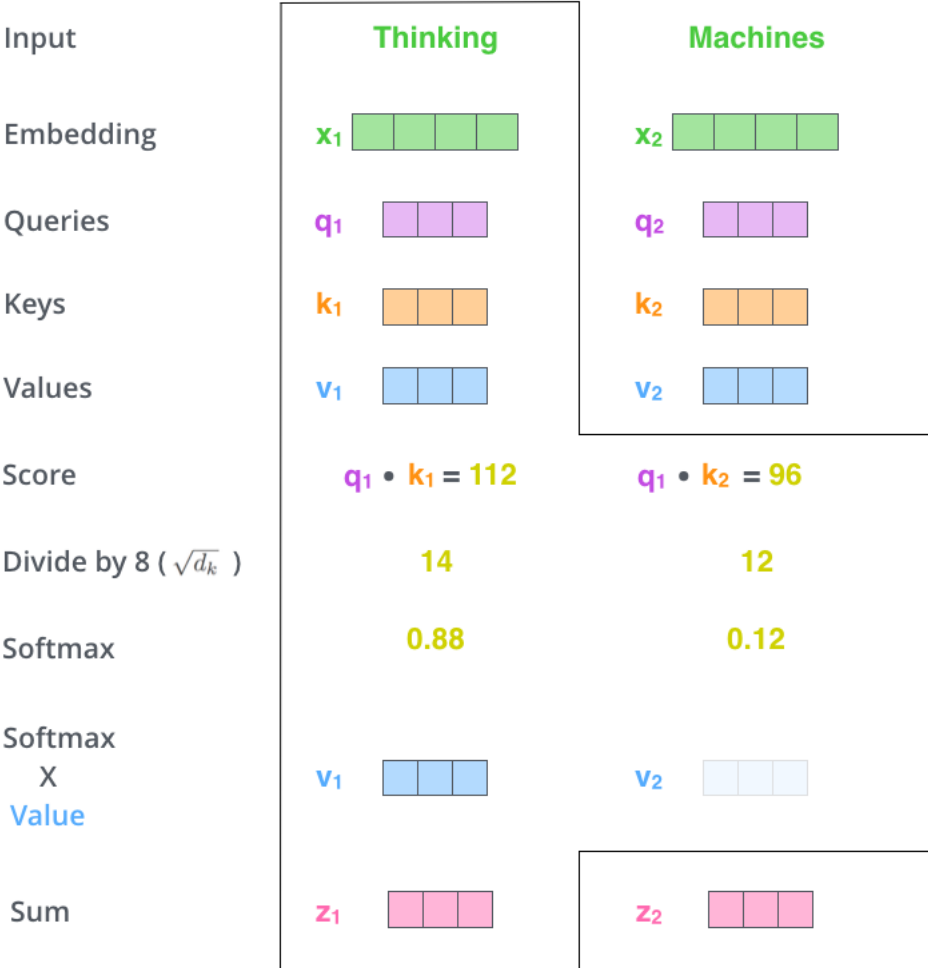 Input Thinking Machines
Embedding x₁ x₂
Queries q₁ q₂
Keys k₁ k₂
Values v₁ v₂
Score q₁ • k₁ = 112 q₁ • k₂ = 96
Divide by 8 ( √dₖ ) 14 12
Softmax 0.88 0.12
Softmax
X v₁ v₂
Value
Sum z₁ z₂